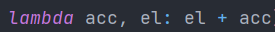 lambda acc, el: el + acc